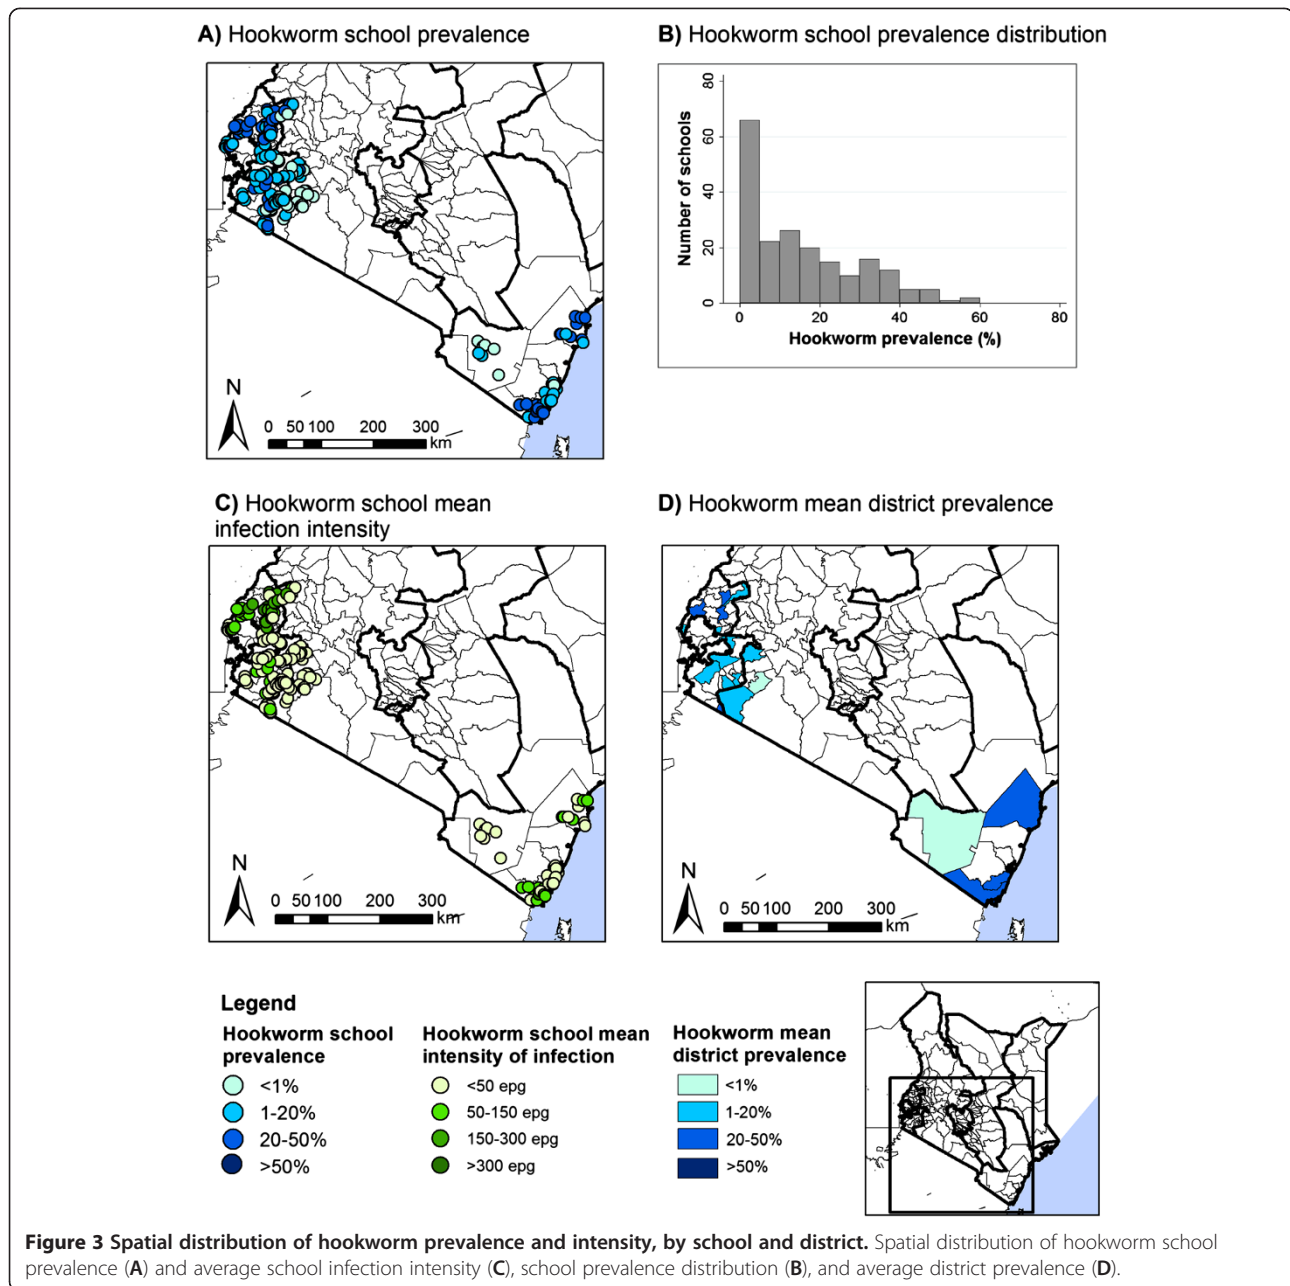 A) Hookworm school prevalence
N
0 50 100 200 300
km
B) Hookworm school prevalence distribution
Number of schools
80
60
40
20
0
0 20 40 60 80
Hookworm prevalence (%)
C) Hookworm school mean
infection intensity
N
0 50 100 200 300
km
D) Hookworm mean district prevalence
N
0 50 100 200 300
km
Legend
Hookworm school
prevalence
<1%
1-20%
20-50%
>50%
Hookworm school mean
intensity of infection
<50 epg
50-150 epg
150-300 epg
>300 epg
Hookworm mean
district prevalence
<1%
1-20%
20-50%
>50%
Figure 3 Spatial distribution of hookworm prevalence and intensity, by school and district. Spatial distribution of hookworm school
prevalence (A) and average school infection intensity (C), school prevalence distribution (B), and average district prevalence (D).